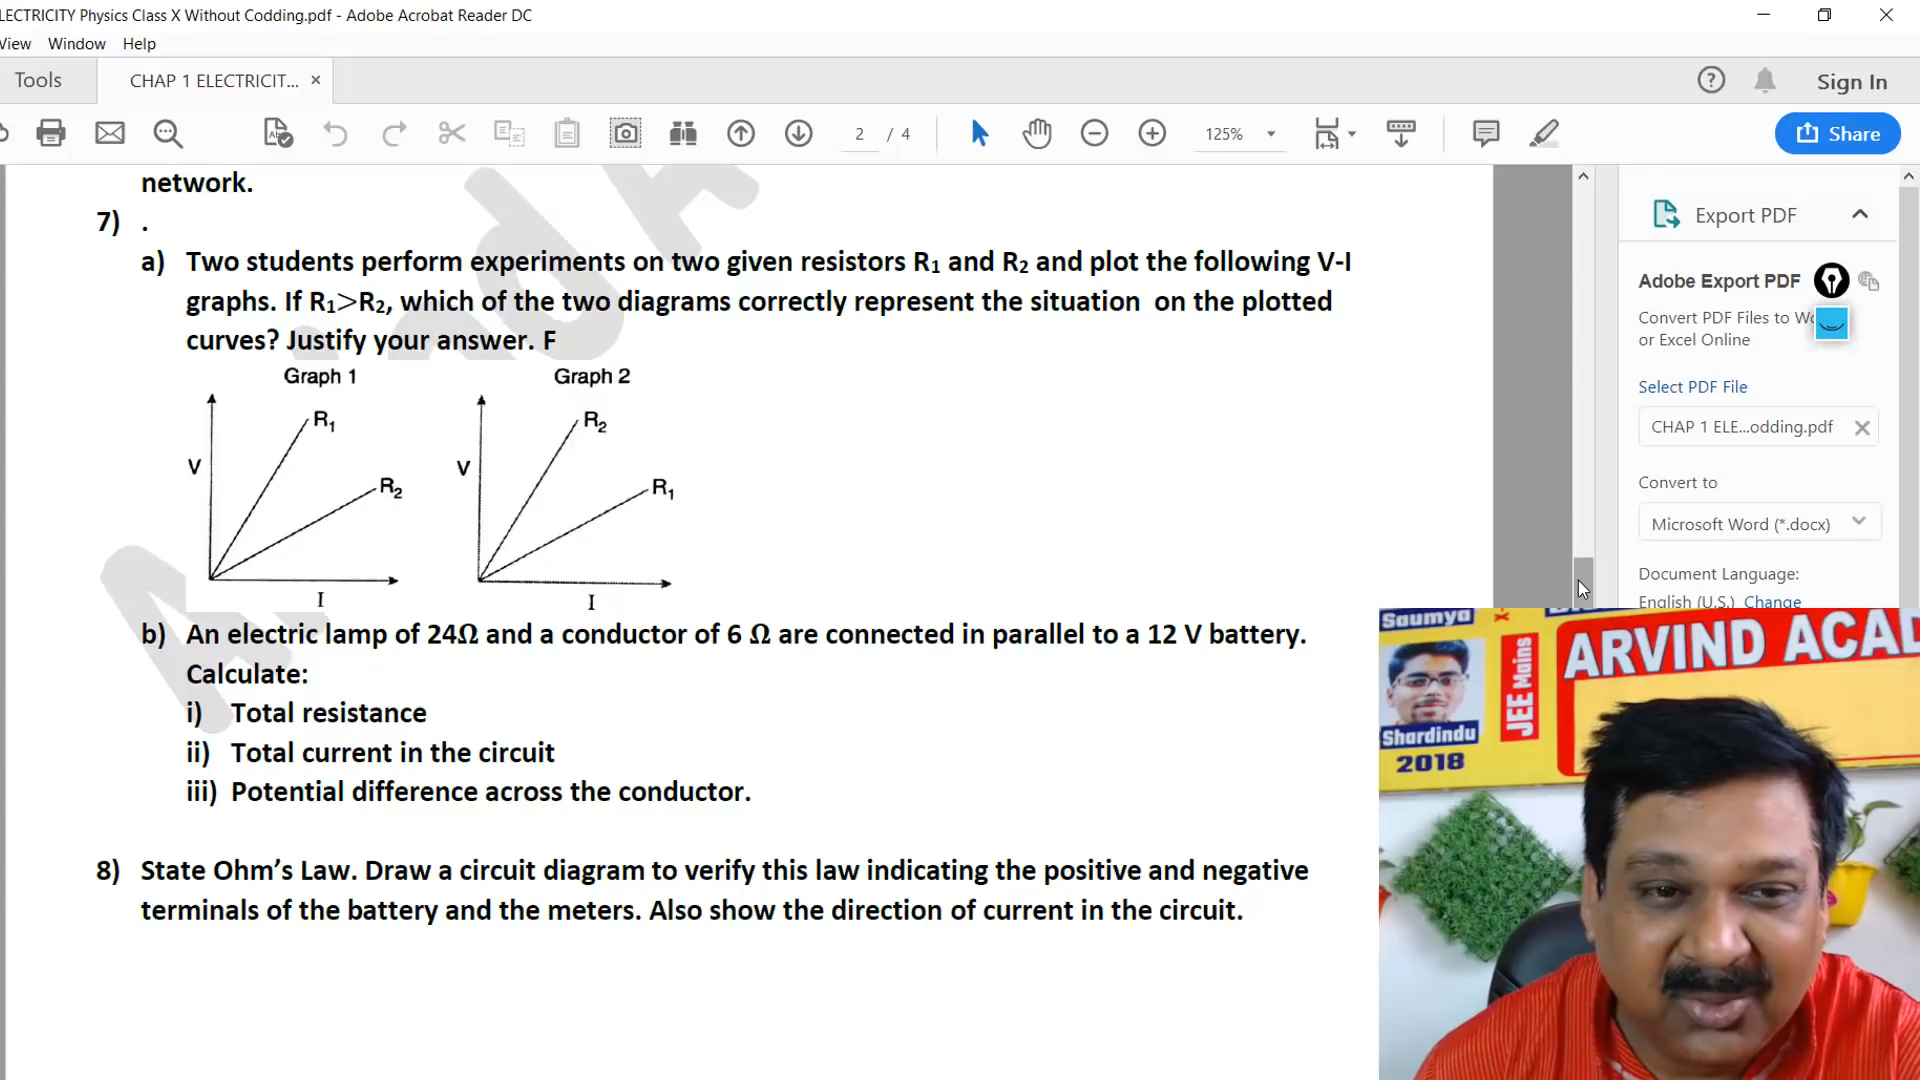 LECTRICITY Physics Class X Without Codding.pdf - Adobe Acrobat Reader DC
View Window Help
Tools CHAP 1 ELECTRICIT... × Sign In
2 / 4 125% Share
network.
7) .
a) Two students perform experiments on two given resistors R₁ and R₂ and plot the following V-I
graphs. If R₁>R₂, which of the two diagrams correctly represent the situation on the plotted
curves? Justify your answer. F
Graph 1 Graph 2
R₁ R₂
V R₂ V R₁
I I
b) An electric lamp of 24Ω and a conductor of 6 Ω are connected in parallel to a 12 V battery.
Calculate:
i) Total resistance
ii) Total current in the circuit
iii) Potential difference across the conductor.
8) State Ohm’s Law. Draw a circuit diagram to verify this law indicating the positive and negative
terminals of the battery and the meters. Also show the direction of current in the circuit.
Export PDF
Adobe Export PDF
Convert PDF Files to Wo
or Excel Online
Select PDF File
CHAP 1 ELE...odding.pdf
Convert to
Microsoft Word (*.docx)
Document Language:
English (U.S.) Change
Saumya
ARVIND ACAD
JEE Mains
Shardindu
2018